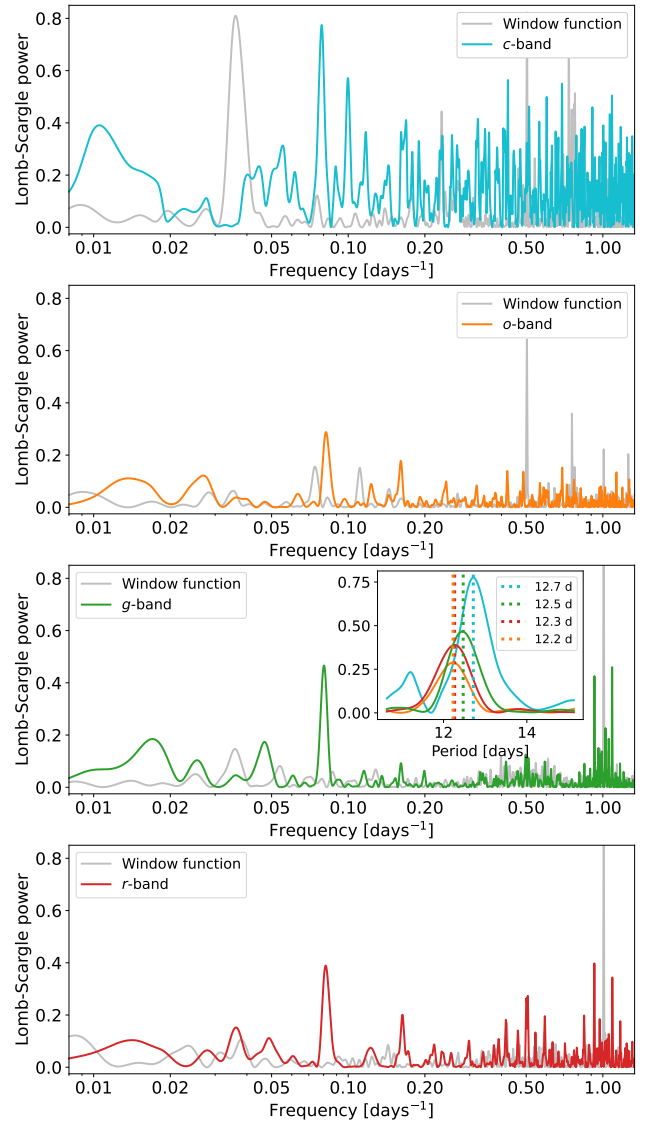 Lomb-Scargle power
0.8
0.6
0.4
0.2
0.0
Window function
c-band
0.01
0.02
0.05
0.10
0.20
0.50
1.00
Frequency [days⁻¹]
Lomb-Scargle power
0.8
0.6
0.4
0.2
0.0
Window function
o-band
0.01
0.02
0.05
0.10
0.20
0.50
1.00
Frequency [days⁻¹]
Lomb-Scargle power
0.8
0.6
0.4
0.2
0.0
Window function
g-band
0.75
0.50
0.25
0.00
12.7 d
12.5 d
12.3 d
12.2 d
12
14
Period [days]
0.01
0.02
0.05
0.10
0.20
0.50
1.00
Frequency [days⁻¹]
Lomb-Scargle power
0.8
0.6
0.4
0.2
0.0
Window function
r-band
0.01
0.02
0.05
0.10
0.20
0.50
1.00
Frequency [days⁻¹]